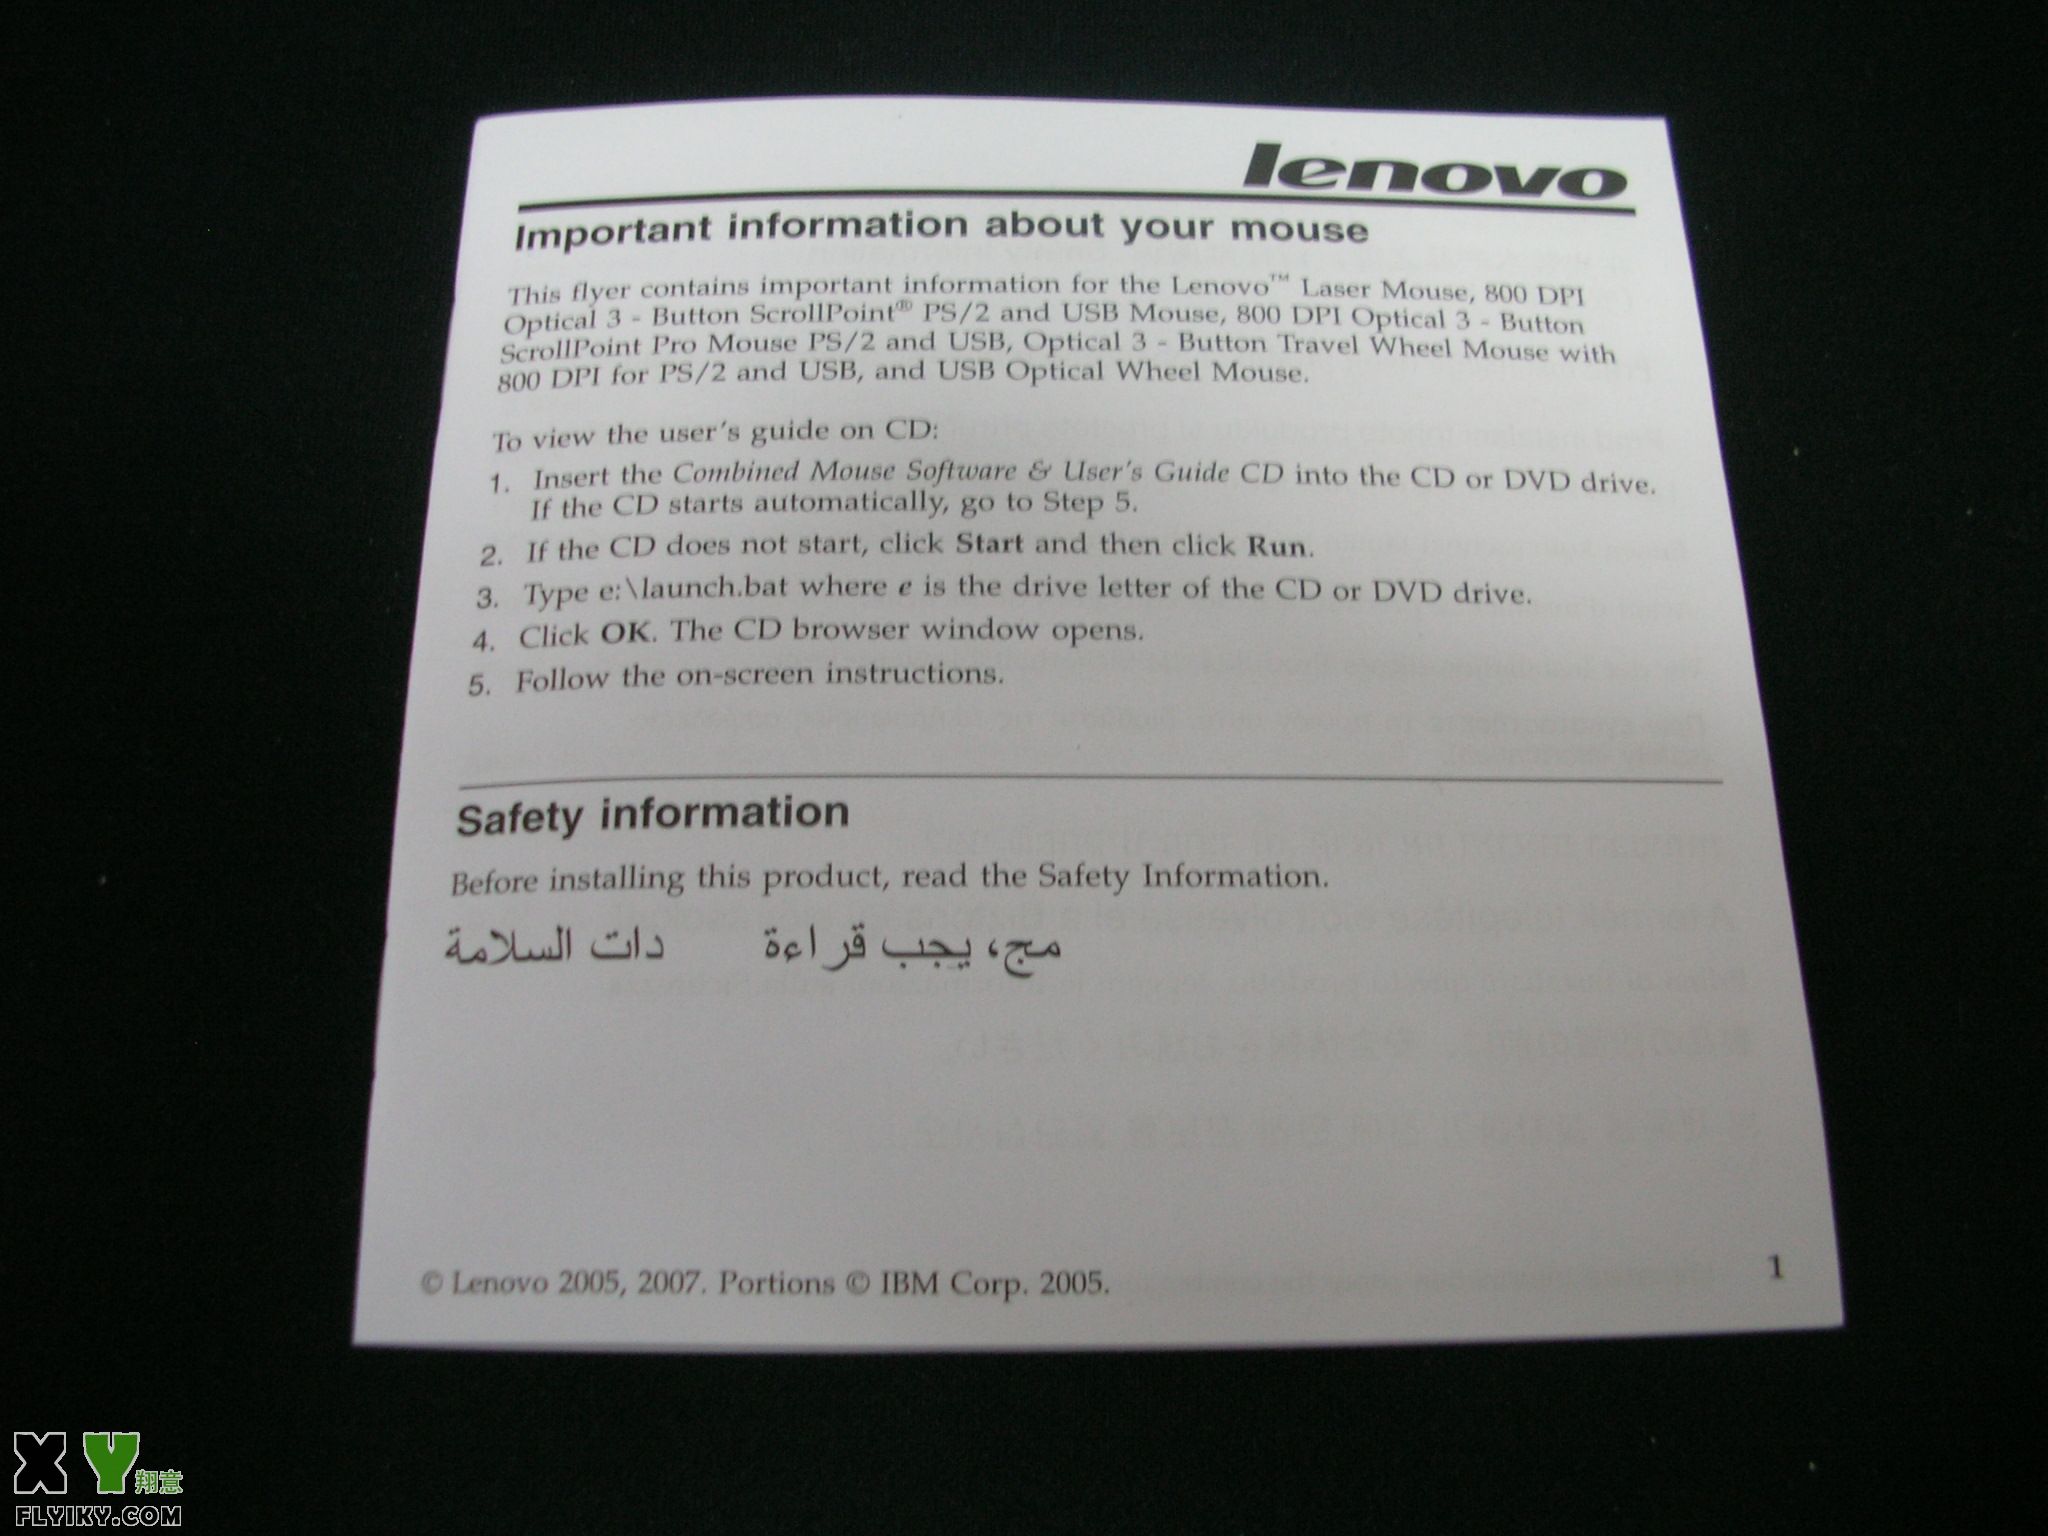 lenovo
Important information about your mouse
This flyer contains important information for the Lenovo™ Laser Mouse, 800 DPI
Optical 3 - Button ScrollPoint® PS/2 and USB Mouse, 800 DPI Optical 3 - Button
ScrollPoint Pro Mouse PS/2 and USB, Optical 3 - Button Travel Wheel Mouse with
800 DPI for PS/2 and USB, and USB Optical Wheel Mouse.
To view the user's guide on CD:
1. Insert the Combined Mouse Software & User's Guide CD into the CD or DVD drive.
If the CD starts automatically, go to Step 5.
2. If the CD does not start, click Start and then click Run.
3. Type e:\launch.bat where e is the drive letter of the CD or DVD drive.
4. Click OK. The CD browser window opens.
5. Follow the on-screen instructions.
Safety information
Before installing this product, read the Safety Information.
مج، يجب قراءة دات السلامة
© Lenovo 2005, 2007. Portions © IBM Corp. 2005.
1
XY翔意
FLYIKY.COM